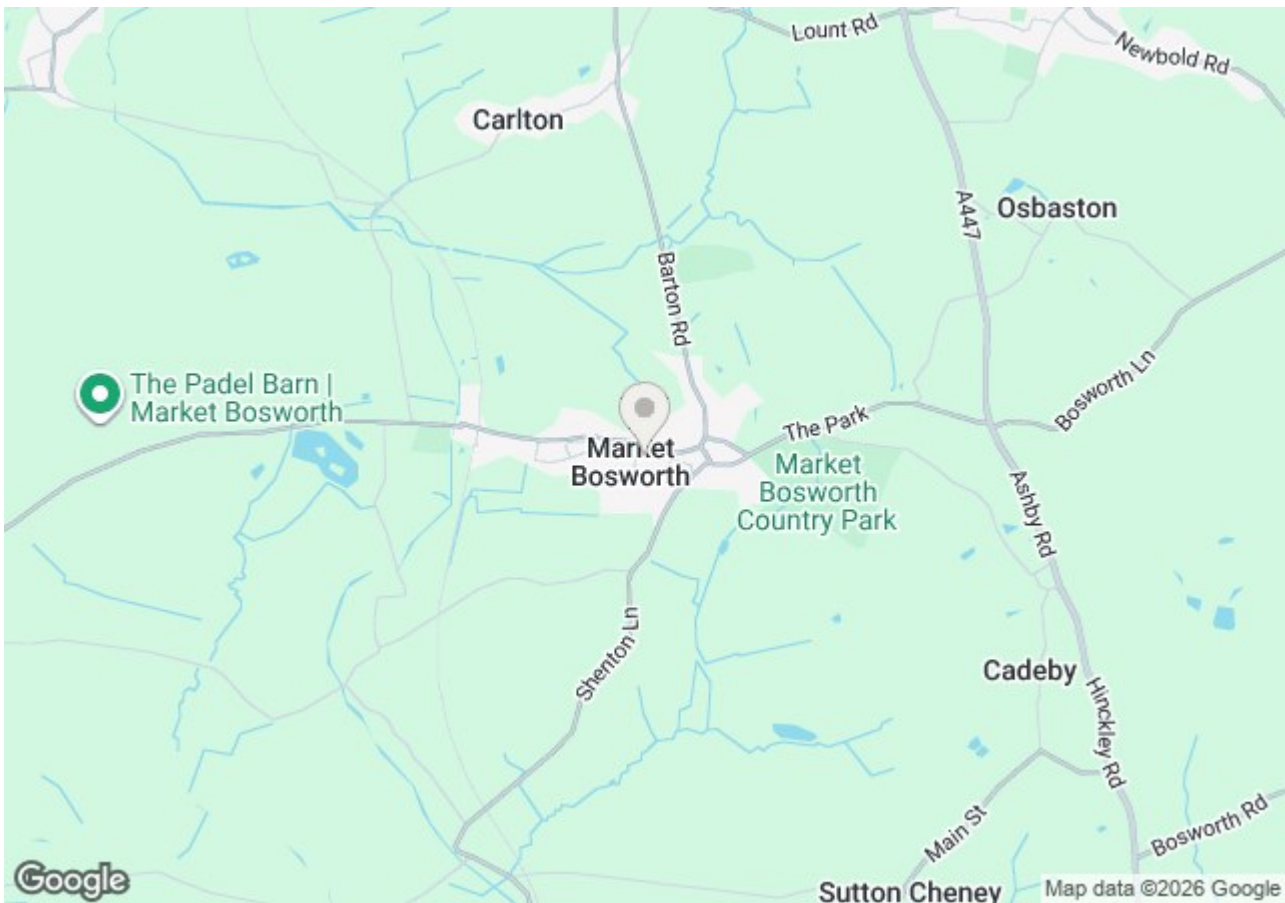 Lount Rd
Newbold Rd
Carlton
A447
Osbaston
Barton Rd
Bosworth Ln
The Padel Barn |
Market Bosworth
The Park
Market
Bosworth
Market
Bosworth
Country Park
Ashby Rd
Shenton Ln
Cadeby
Hinckley Rd
Main St
Bosworth Rd
Sutton Cheney
Google
Map data ©2026 Google